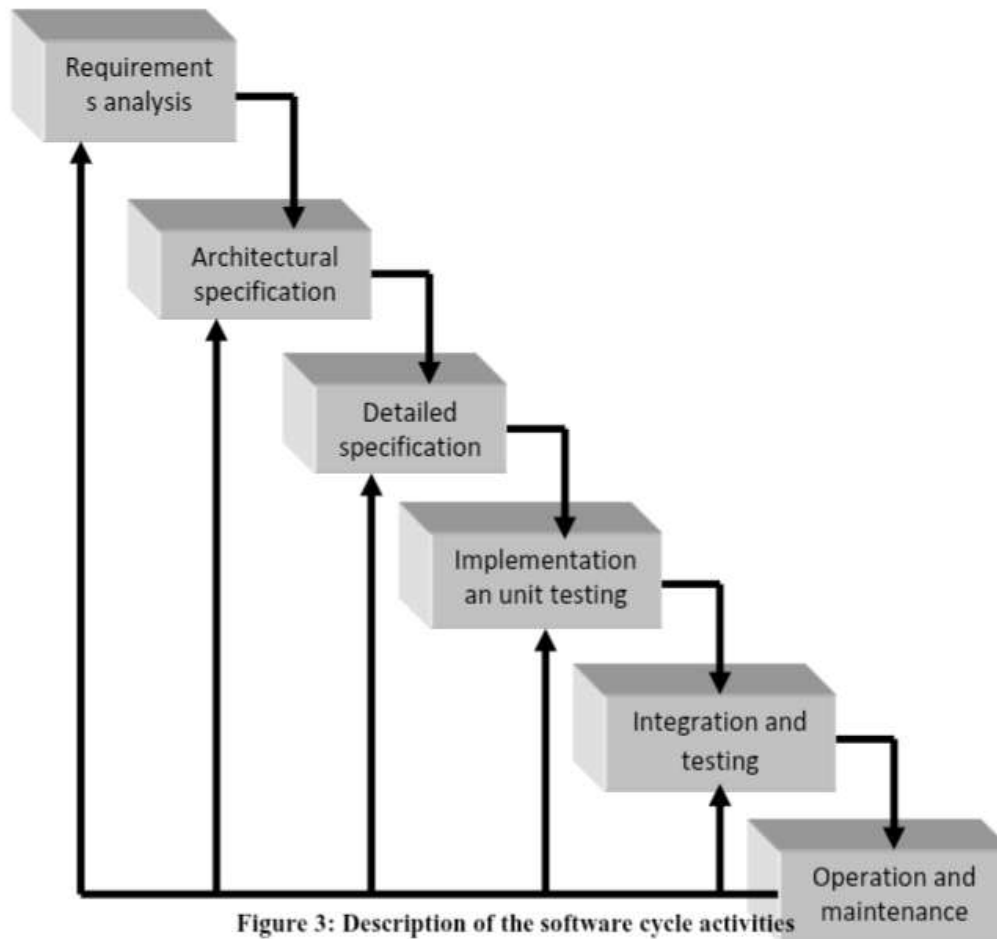 Requirement
s analysis
Architectural
specification
Detailed
specification
Implementation
an unit testing
Integration and
testing
Operation and
maintenance
Figure 3: Description of the software cycle activities